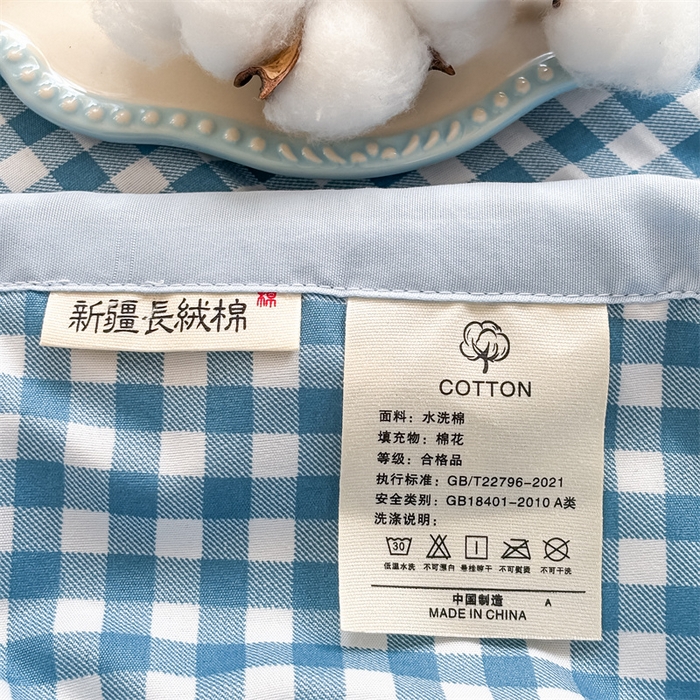 新疆長絨棉
棉
COTTON
面料：水洗棉
填充物：棉花
等级：合格品
执行标准：GB/T22796-2021
安全类别：GB18401-2010 A类
洗涤说明：
30
低温水洗 不可漂白 悬挂晾干 不可熨烫 不可干洗
中国制造 A
MADE IN CHINA